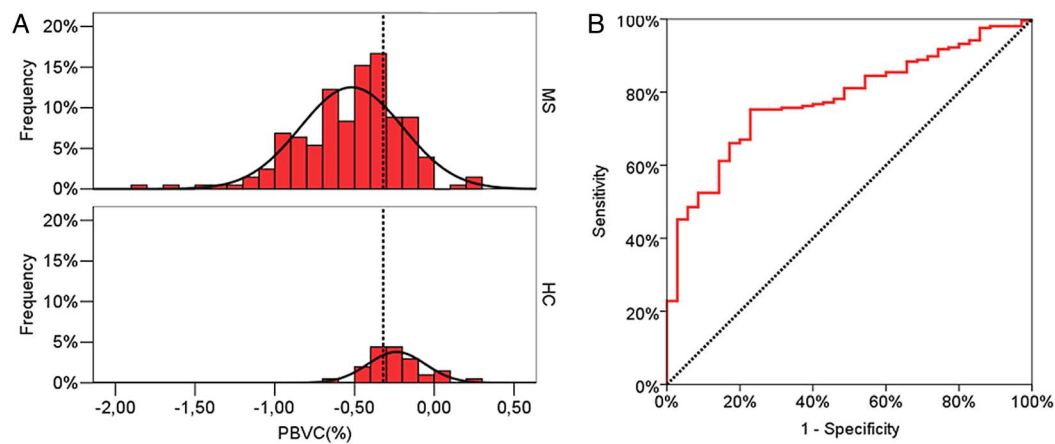 A
20%
15%
10%
5%
0%
Frequency
MS
20%
15%
10%
5%
0%
Frequency
HC
-2,00 -1,50 -1,00 -0,50 0,00 0,50
PBVC(%)
B
100%
80%
60%
40%
20%
0%
Sensitivity
0% 20% 40% 60% 80% 100%
1 - Specificity